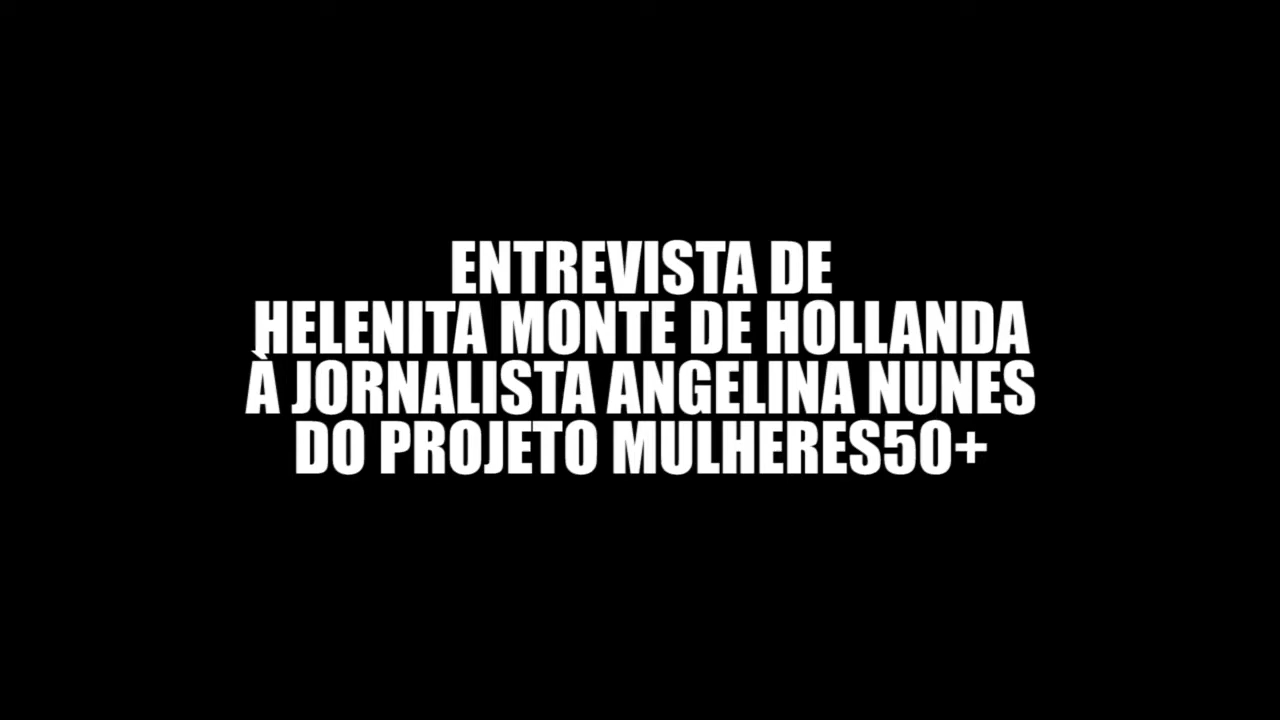 ENTREVISTA DE
HELENITA MONTE DE HOLLANDA
À JORNALISTA ANGELINA NUNES
DO PROJETO MULHERES50+